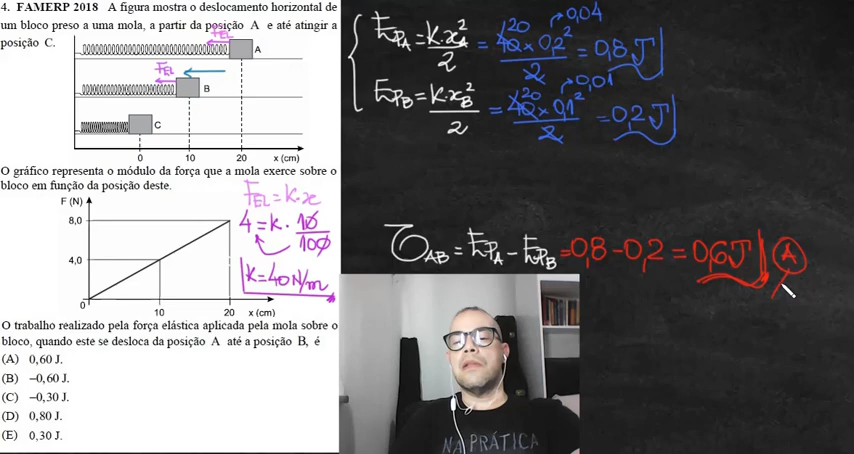 4. FAMERP 2018 A figura mostra o deslocamento horizontal de
um bloco preso a uma mola, a partir da posição A e até atingir a
posição C.
FEL
A
FEL
B
C
0 10 20 x (cm)
O gráfico representa o módulo da força que a mola exerce sobre o
bloco em função da posição deste.
F (N)
8,0
4,0
0 10 20 x (cm)
FEL = K·x
4 = K · 10/100
K = 40 N/m
O trabalho realizado pela força elástica aplicada pela mola sobre o
bloco, quando este se desloca da posição A até a posição B, é
(A) 0,60 J.
(B) −0,60 J.
(C) −0,30 J.
(D) 0,80 J.
(E) 0,30 J.
EPA = K·xA²/2 = 40 × 0,2²/2 = 0,8 J
20 0,04
EPB = K·xB²/2 = 40 × 0,1²/2 = 0,2 J
20 0,01
τAB = EPA − EPB = 0,8 − 0,2 = 0,6 J A
NA PRÁTICA